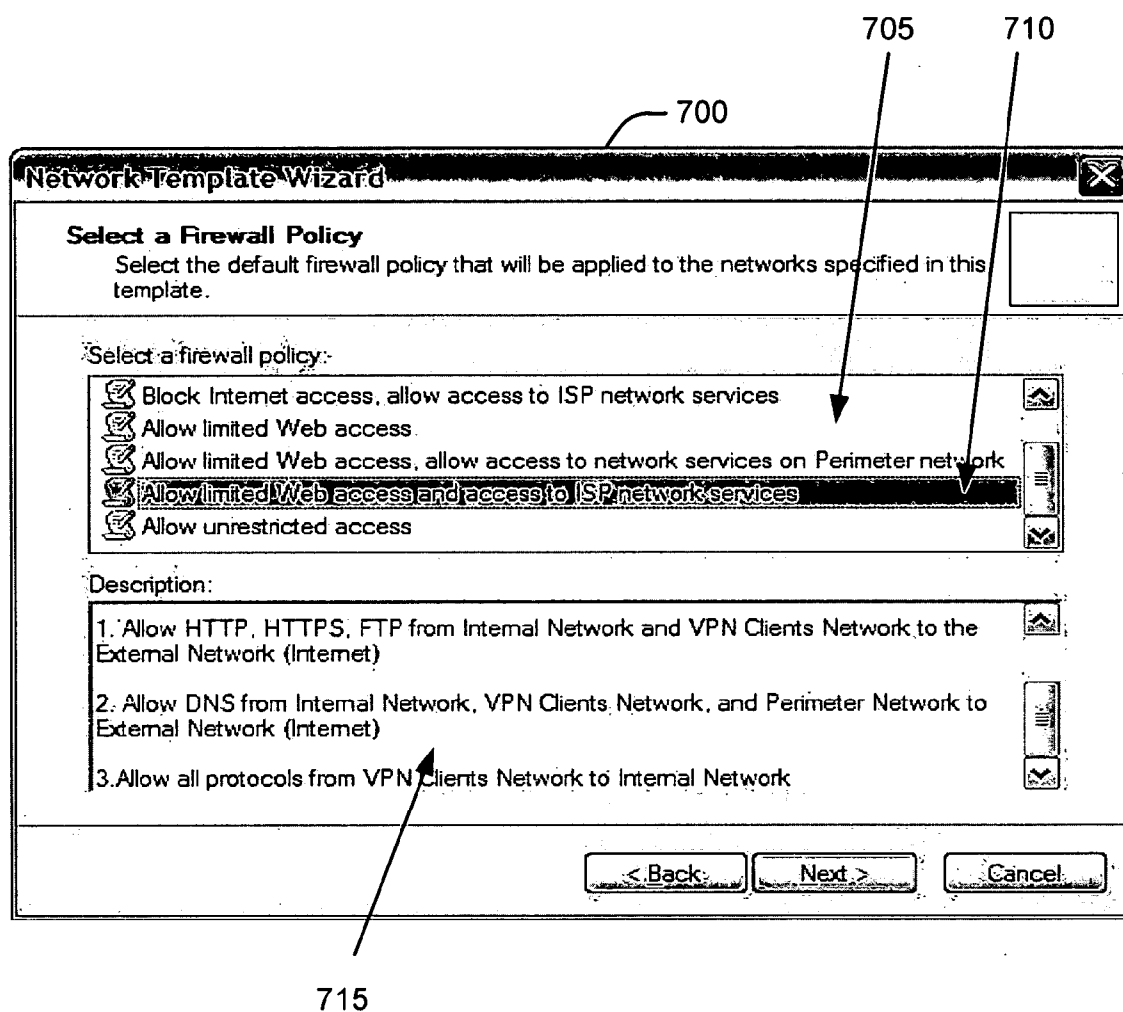 705 710
700
Network Template Wizard
Select a Firewall Policy
Select the default firewall policy that will be applied to the networks specified in this
template.
Select a firewall policy:
Block Internet access, allow access to ISP network services
Allow limited Web access
Allow limited Web access, allow access to network services on Perimeter network
Allow limited Web access and access to ISP network services
Allow unrestricted access
Description:
1. Allow HTTP, HTTPS, FTP from Internal Network and VPN Clients Network to the
External Network (Internet)
2. Allow DNS from Internal Network, VPN Clients Network, and Perimeter Network to
External Network (Internet)
3.Allow all protocols from VPN Clients Network to Internal Network
< Back Next > Cancel
715